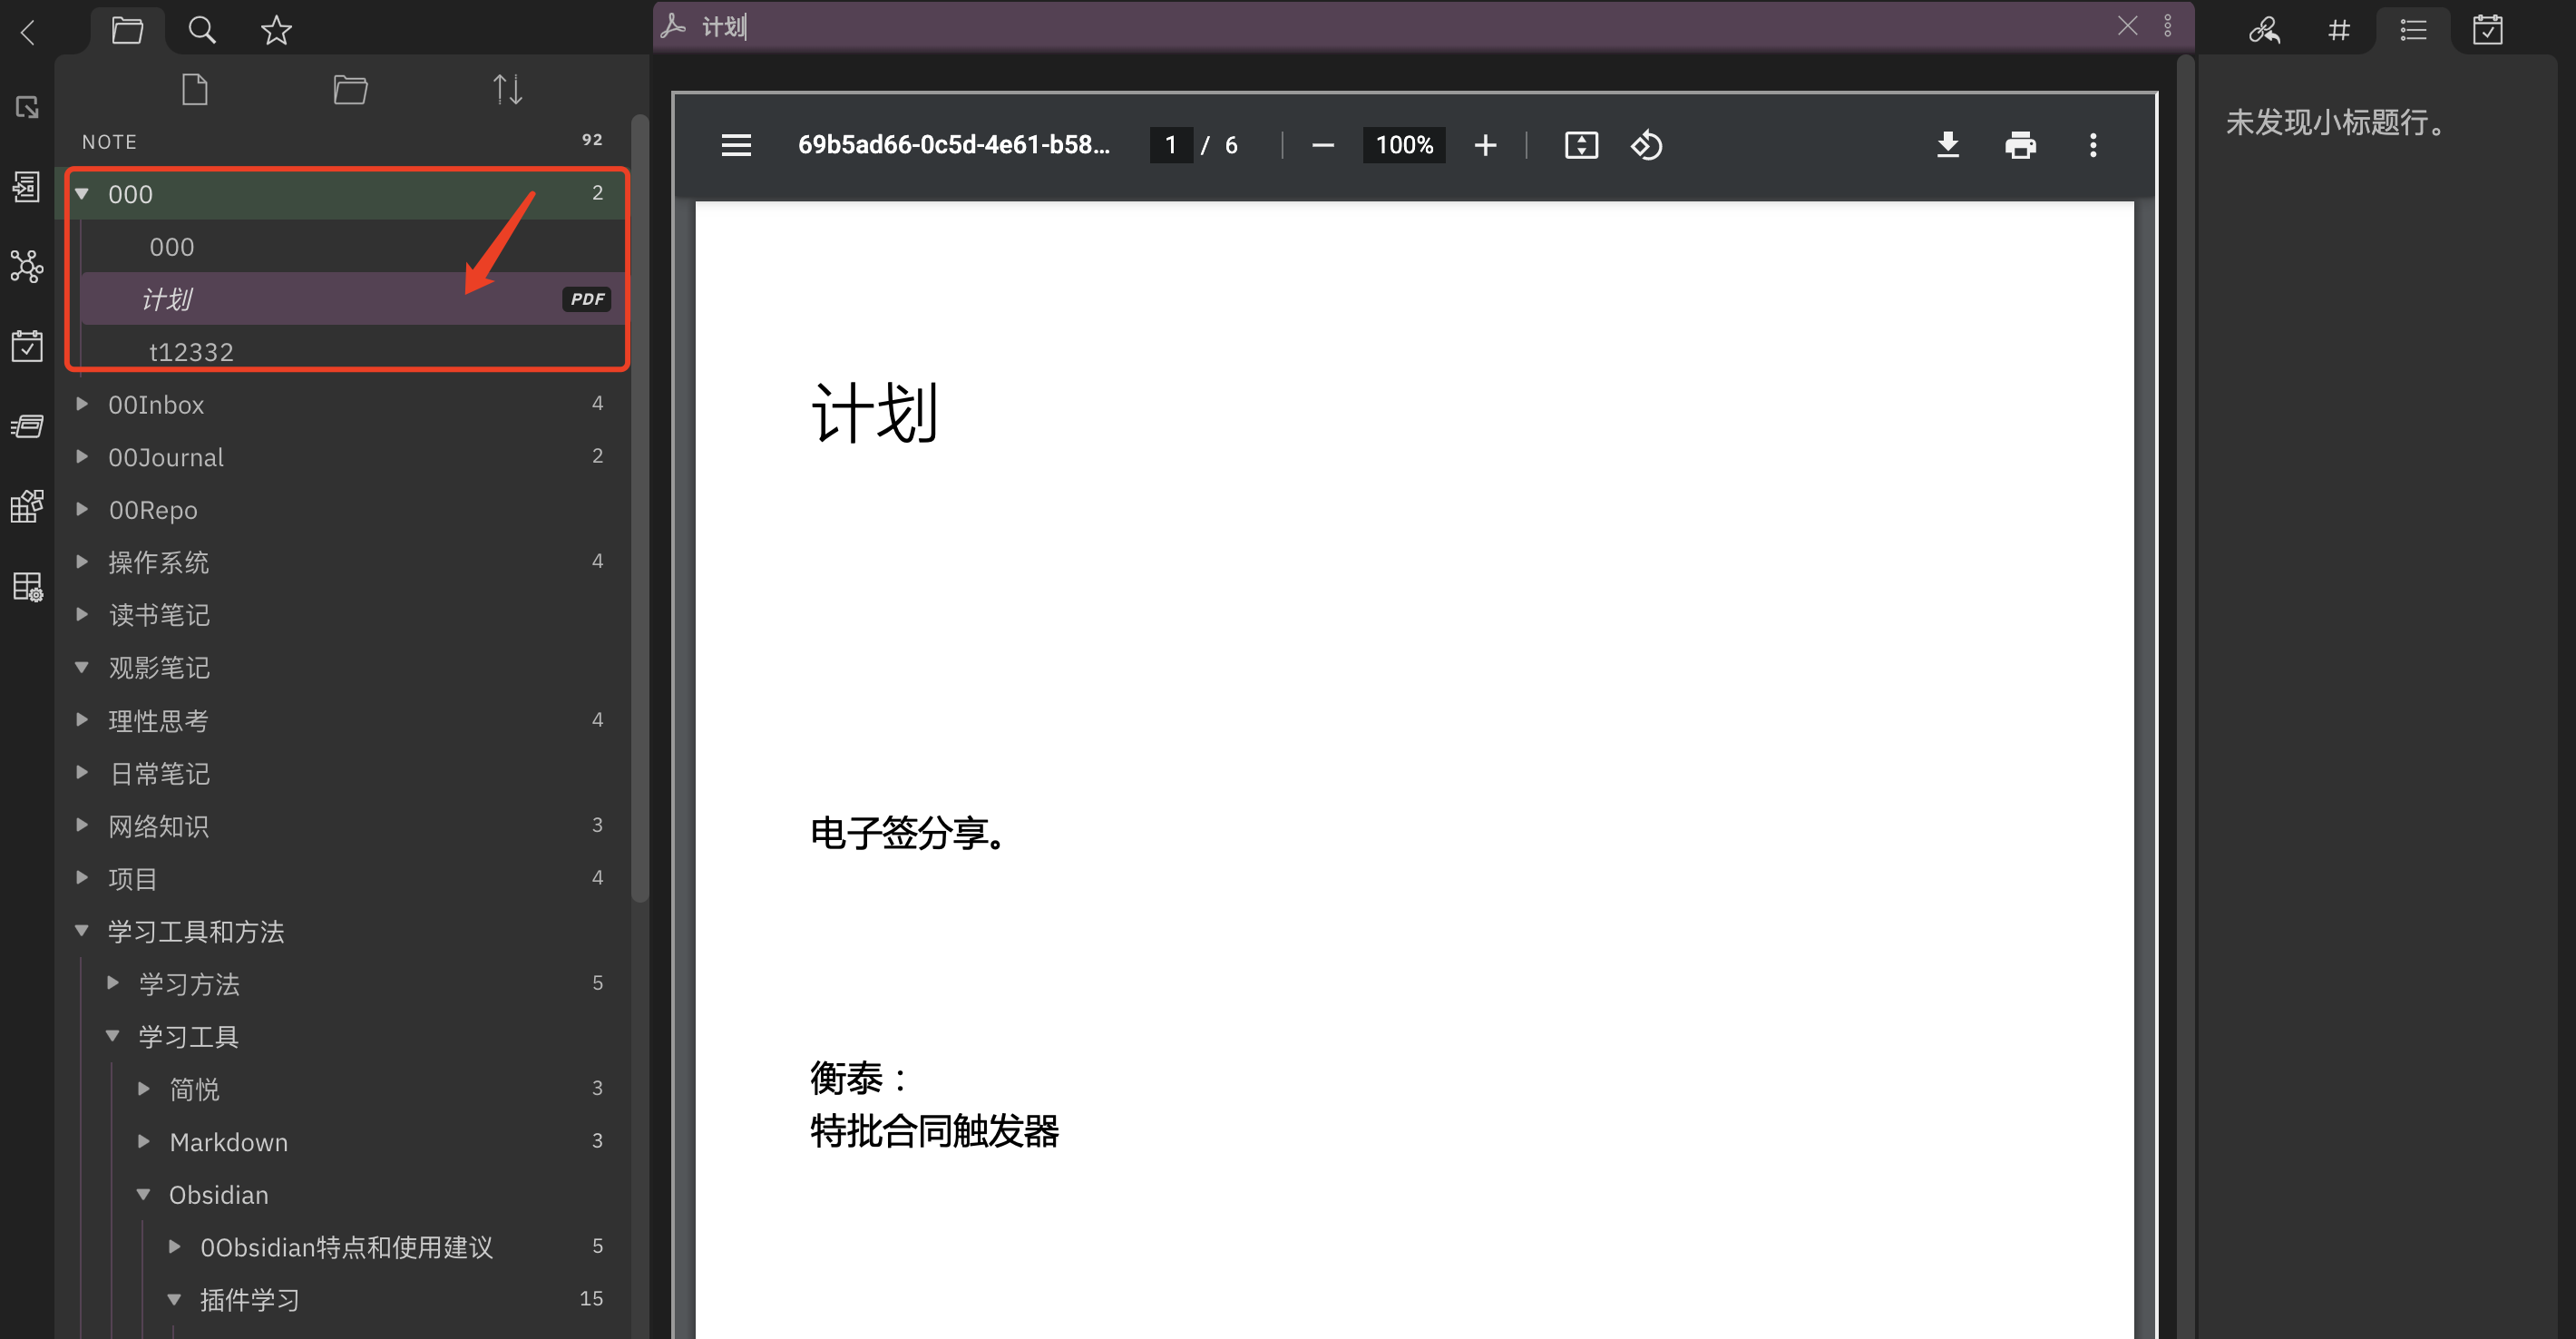 计划
NOTE 92
000 2
000
计划 PDF
t12332
00Inbox 4
00Journal 2
00Repo
操作系统 4
读书笔记
观影笔记
理性思考 4
日常笔记
网络知识 3
项目 4
学习工具和方法
学习方法 5
学习工具
简悦 3
Markdown 3
Obsidian
0Obsidian特点和使用建议 5
插件学习 15
69b5ad66-0c5d-4e61-b58... 1 / 6 100%
计划
电子签分享。
衡泰：
特批合同触发器
未发现小标题行。